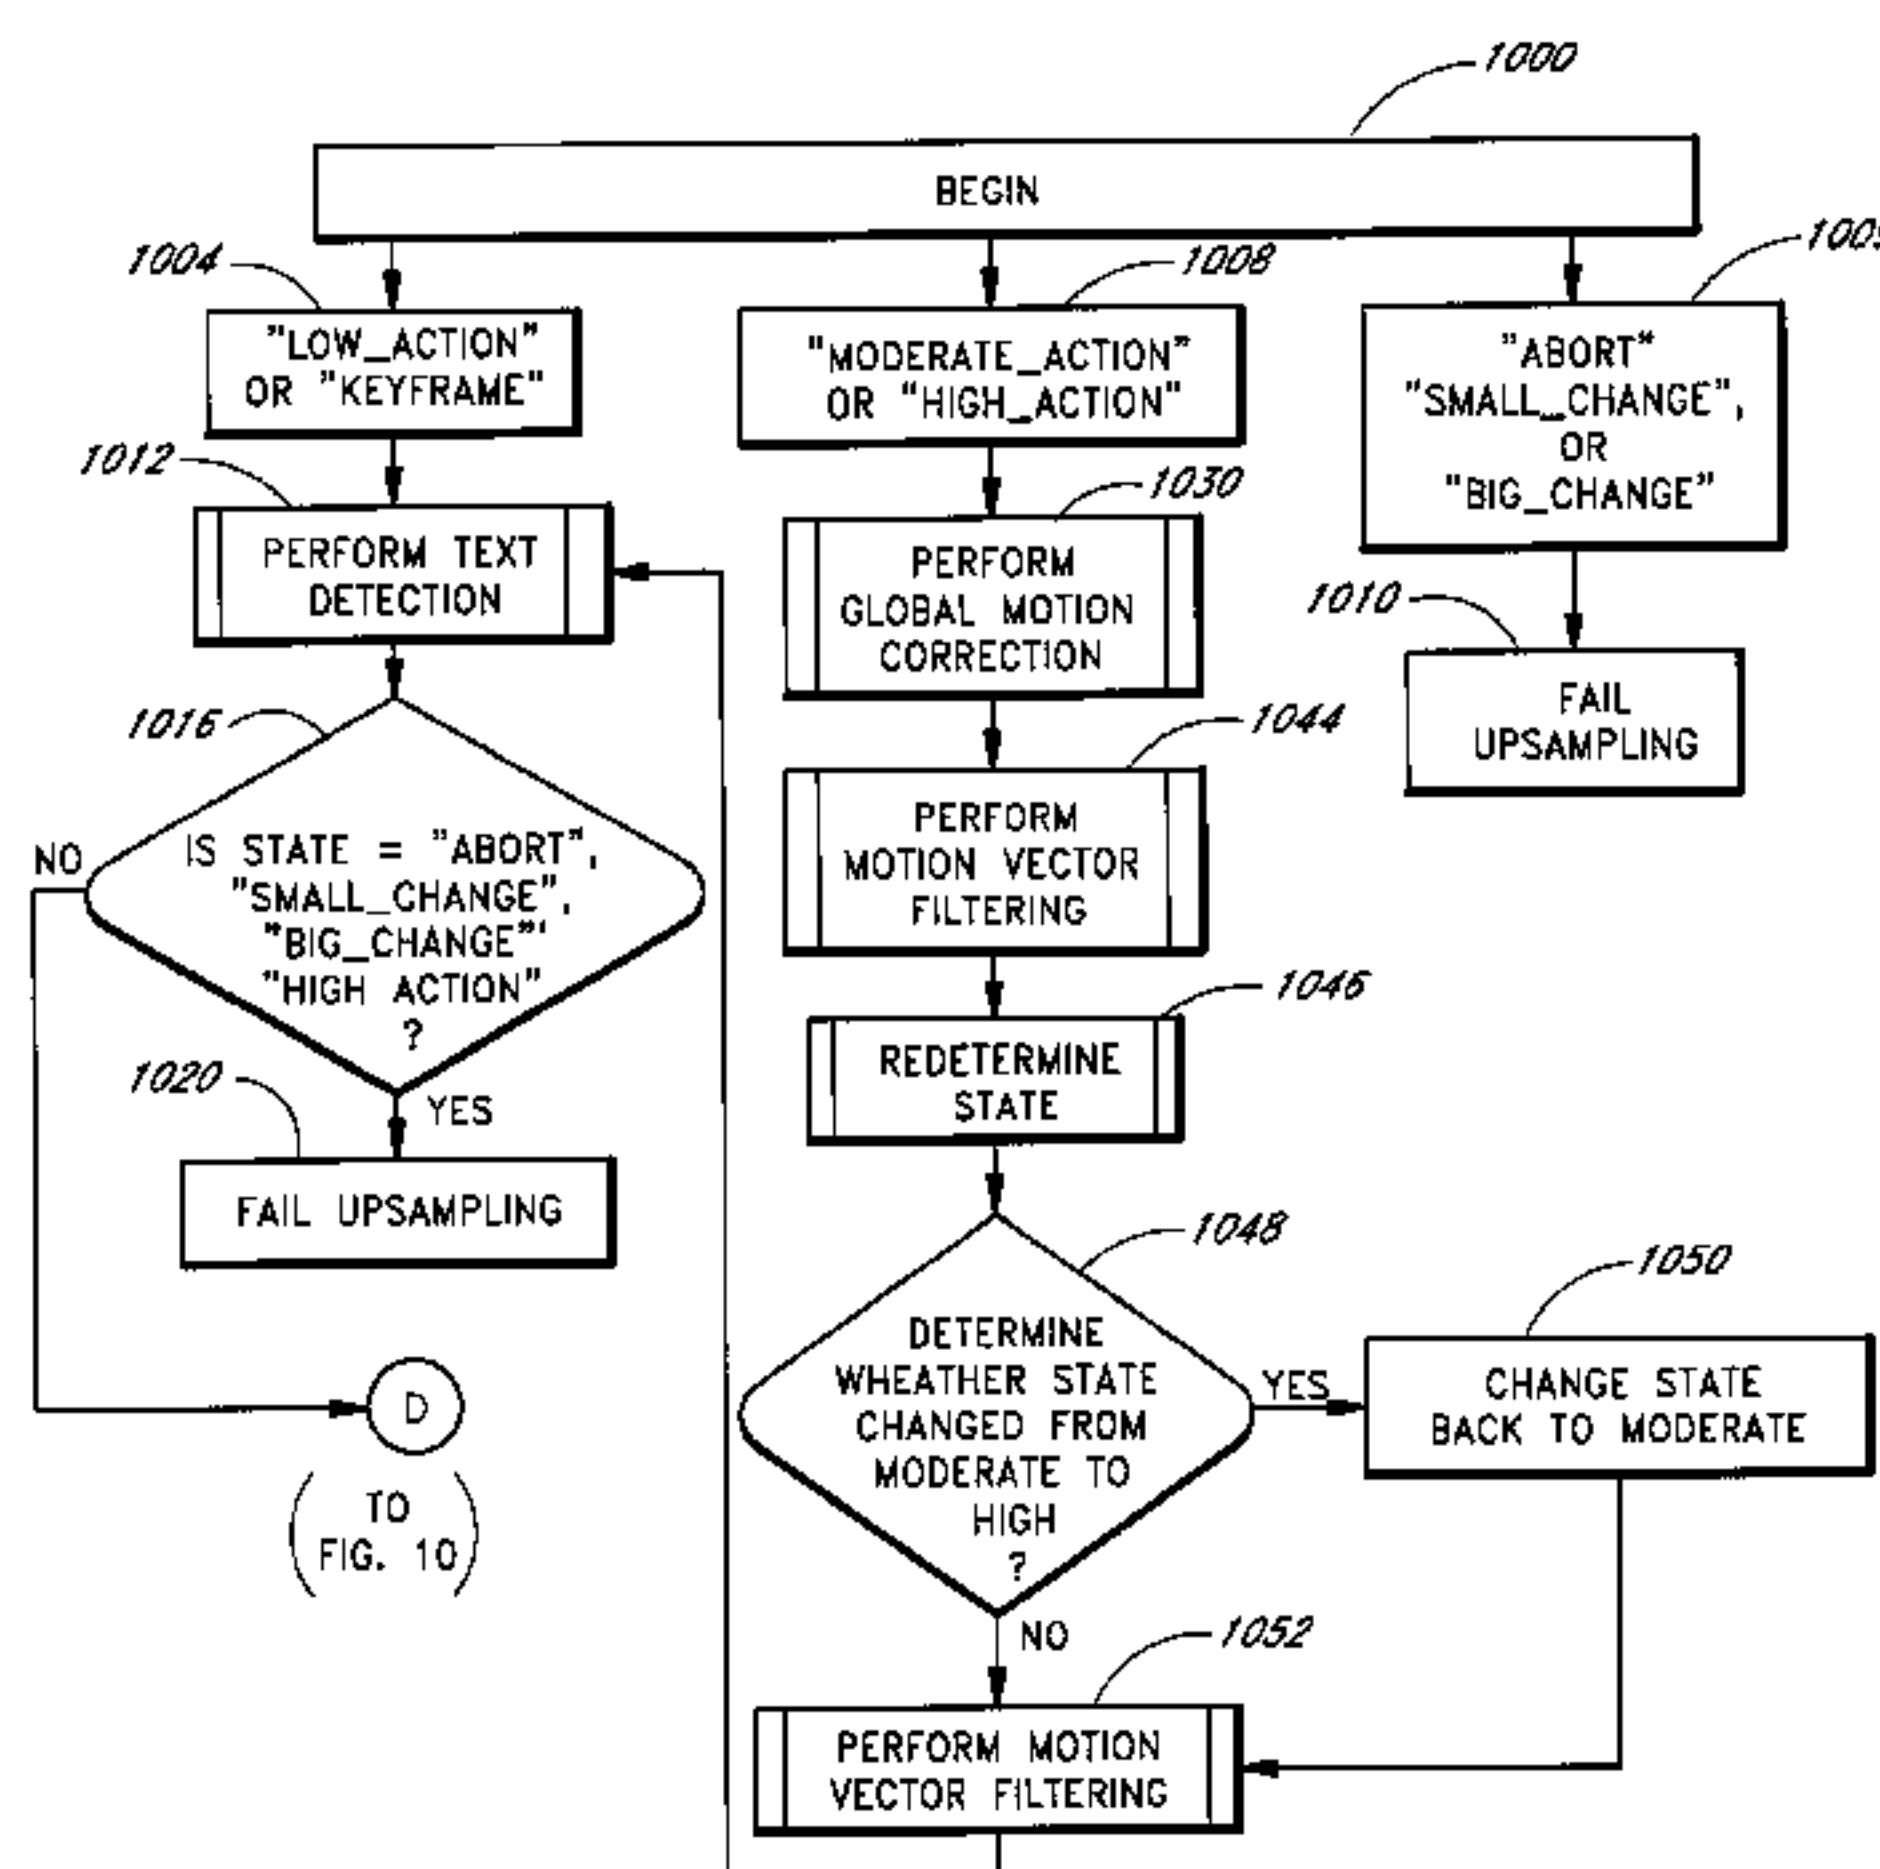 1000
BEGIN
1004
"LOW_ACTION"
OR "KEYFRAME"
1008
"MODERATE_ACTION"
OR "HIGH_ACTION"
"ABORT"
"SMALL_CHANGE",
OR
"BIG_CHANGE"
1012
PERFORM TEXT
DETECTION
1030
PERFORM
GLOBAL MOTION
CORRECTION
1010
FAIL
UPSAMPLING
1016
NO
IS STATE = "ABORT",
"SMALL_CHANGE",
"BIG_CHANGE"'
"HIGH ACTION"
?
YES
1044
PERFORM
MOTION VECTOR
FILTERING
1020
FAIL UPSAMPLING
1046
REDETERMINE
STATE
D
TO
FIG. 10
1048
DETERMINE
WHEATHER STATE
CHANGED FROM
MODERATE TO
HIGH
?
YES
1050
CHANGE STATE
BACK TO MODERATE
NO
1052
PERFORM MOTION
VECTOR FILTERING